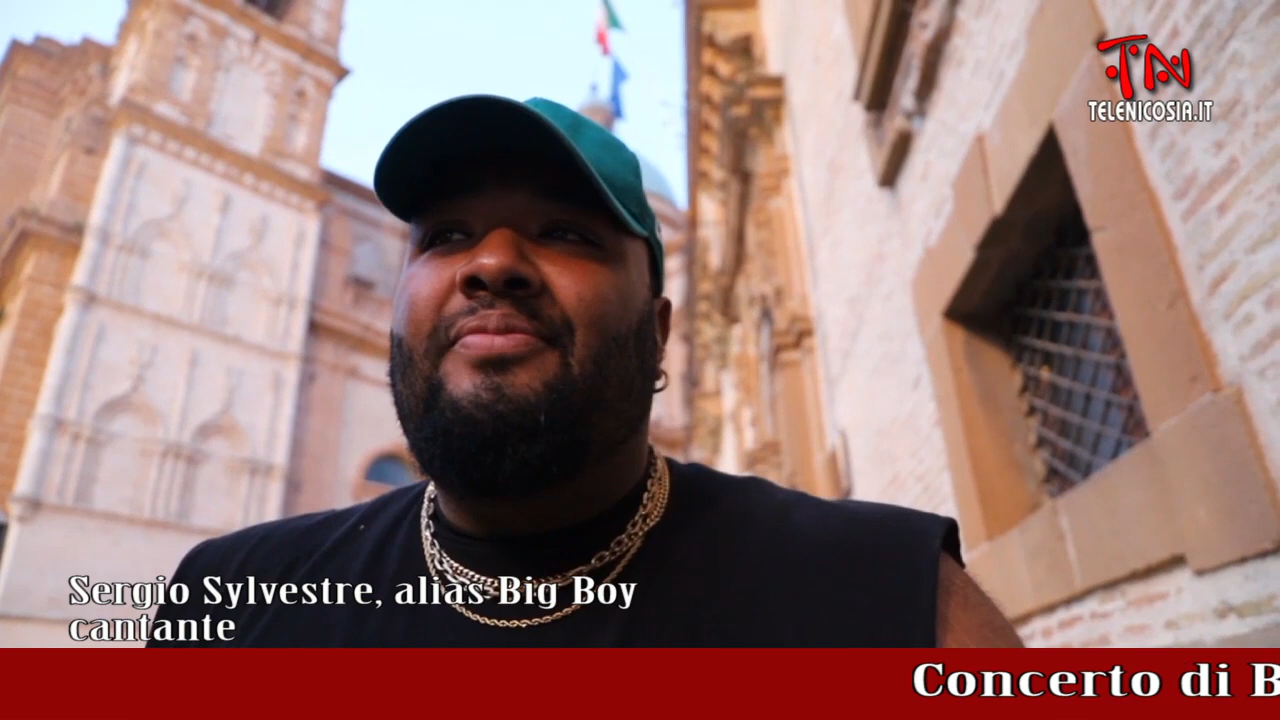 TN
TELENICOSIA.IT
Sergio Sylvestre, alias Big Boy
cantante
Concerto di B